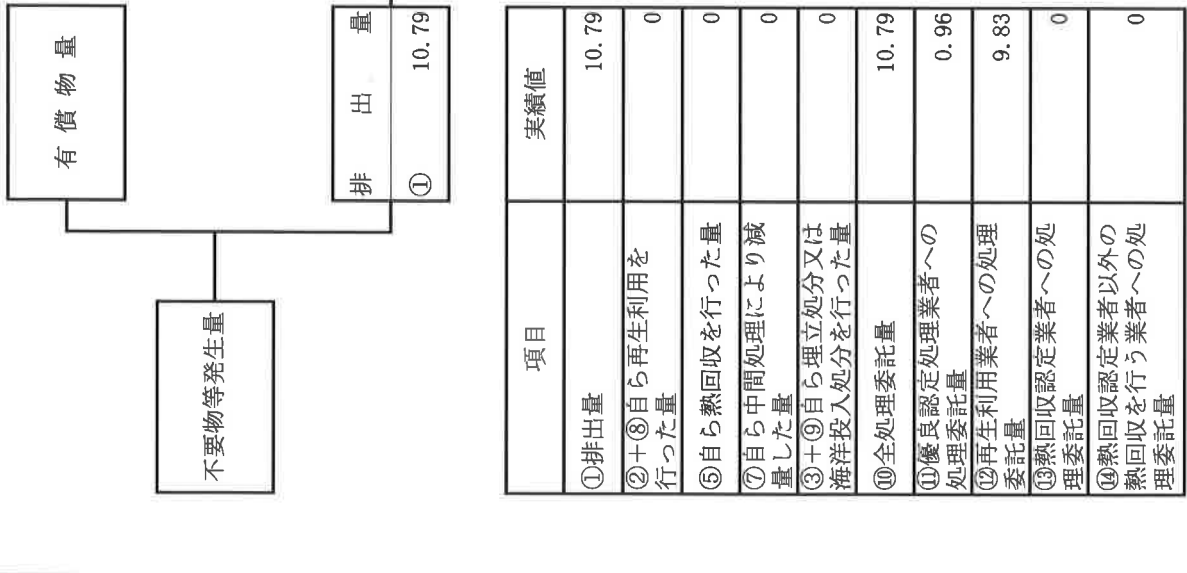 不要物等発生量
有償物量
排出量
① 10.79
項目 実績値
①排出量 10.79
②+⑧自ら再生利用を
行った量 0
⑤自ら熱回収を行った量 0
⑦自ら中間処理により減
量した量 0
③+⑨自ら埋立処分又は
海洋投入処分を行った量 0
⑩全処理委託量 10.79
⑪優良認定処理業者への
処理委託量 0.96
⑫再生利用業者への処理
委託量 9.83
⑬熱回収認定業者への処
理委託量 0
⑭熱回収認定業者以外の
熱回収を行う業者への処
理委託量 0